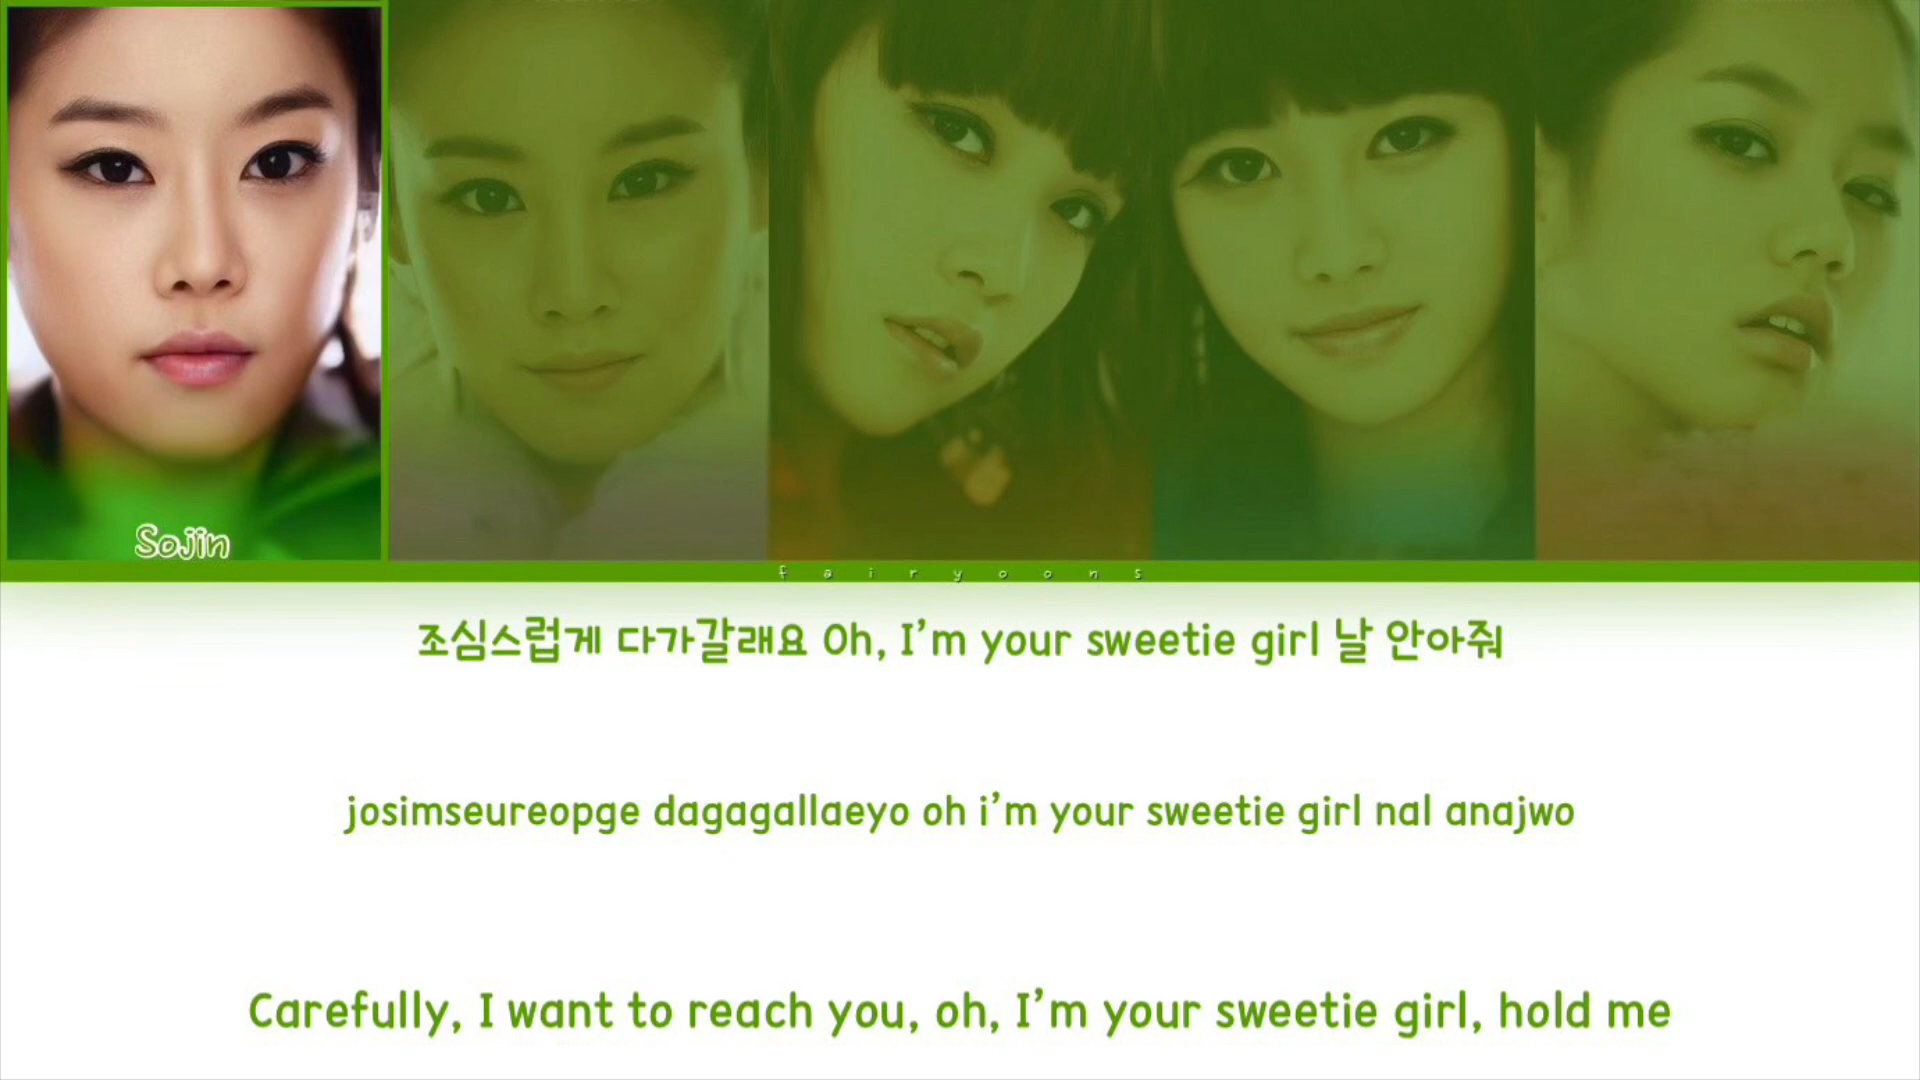 Sojin
fairyoons
조심스럽게 다가갈래요 Oh, I'm your sweetie girl 날 안아줘
josimseureopge dagagallaeyo oh i'm your sweetie girl nal anajwo
Carefully, I want to reach you, oh, I'm your sweetie girl, hold me